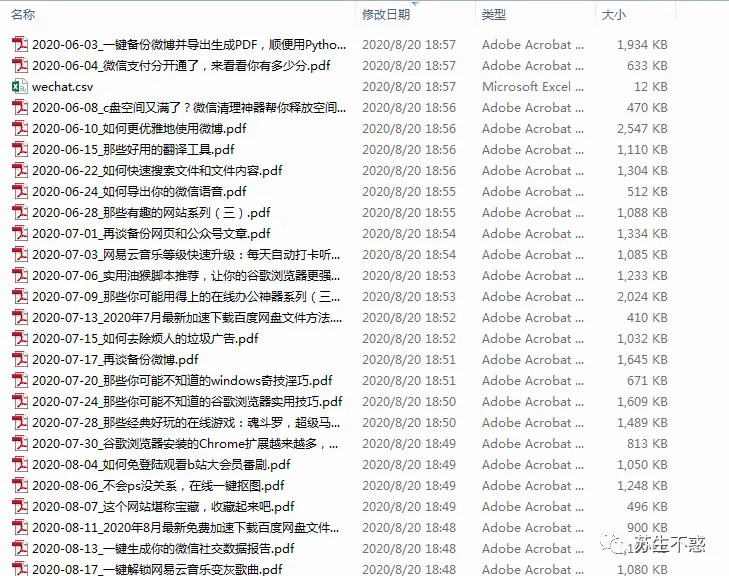 名称 修改日期 类型 大小
2020-06-03_一键备份微博并导出生成PDF，顺便用Pytho... 2020/8/20 18:57 Adobe Acrobat ... 1,934 KB
2020-06-04_微信支付分开通了，来看看你有多少分.pdf 2020/8/20 18:57 Adobe Acrobat ... 633 KB
wechat.csv 2020/8/20 18:57 Microsoft Excel ... 12 KB
2020-06-08_c盘空间又满了？微信清理神器帮你释放空间... 2020/8/20 18:56 Adobe Acrobat ... 470 KB
2020-06-10_如何更优雅地使用微博.pdf 2020/8/20 18:56 Adobe Acrobat ... 2,547 KB
2020-06-15_那些好用的翻译工具.pdf 2020/8/20 18:56 Adobe Acrobat ... 1,110 KB
2020-06-22_如何快速搜索文件和文件内容.pdf 2020/8/20 18:56 Adobe Acrobat ... 1,304 KB
2020-06-24_如何导出你的微信语音.pdf 2020/8/20 18:55 Adobe Acrobat ... 512 KB
2020-06-28_那些有趣的网站系列（三）.pdf 2020/8/20 18:55 Adobe Acrobat ... 1,088 KB
2020-07-01_再谈备份网页和公众号文章.pdf 2020/8/20 18:54 Adobe Acrobat ... 1,334 KB
2020-07-03_网易云音乐等级快速升级：每天自动打卡听... 2020/8/20 18:54 Adobe Acrobat ... 1,085 KB
2020-07-06_实用油猴脚本推荐，让你的谷歌浏览器更强... 2020/8/20 18:53 Adobe Acrobat ... 1,233 KB
2020-07-09_那些你可能用得上的在线办公神器系列（三... 2020/8/20 18:53 Adobe Acrobat ... 2,024 KB
2020-07-13_2020年7月最新加速下载百度网盘文件方法.... 2020/8/20 18:52 Adobe Acrobat ... 410 KB
2020-07-15_如何去除烦人的垃圾广告.pdf 2020/8/20 18:52 Adobe Acrobat ... 1,032 KB
2020-07-17_再谈备份微博.pdf 2020/8/20 18:51 Adobe Acrobat ... 1,645 KB
2020-07-20_那些你可能不知道的windows奇技淫巧.pdf 2020/8/20 18:51 Adobe Acrobat ... 671 KB
2020-07-24_那些你可能不知道的谷歌浏览器实用技巧.pdf 2020/8/20 18:50 Adobe Acrobat ... 1,609 KB
2020-07-28_那些经典好玩的在线游戏：魂斗罗，超级马... 2020/8/20 18:50 Adobe Acrobat ... 1,489 KB
2020-07-30_谷歌浏览器安装的Chrome扩展越来越多，... 2020/8/20 18:49 Adobe Acrobat ... 813 KB
2020-08-04_如何免登陆观看b站大会员番剧.pdf 2020/8/20 18:49 Adobe Acrobat ... 1,050 KB
2020-08-06_不会ps没关系，在线一键抠图.pdf 2020/8/20 18:49 Adobe Acrobat ... 1,248 KB
2020-08-07_这个网站堪称宝藏，收藏起来吧.pdf 2020/8/20 18:49 Adobe Acrobat ... 496 KB
2020-08-11_2020年8月最新免费加速下载百度网盘文件... 2020/8/20 18:48 Adobe Acrobat ... 900 KB
2020-08-13_一键生成你的微信社交数据报告.pdf 2020/8/20 18:48 Adobe Acrobat ... KB
苏生不惑
2020-08-17_一键解锁网易云音乐变灰歌曲.pdf 2020/8/20 18:48 Adobe Acrobat ... 1,080 KB